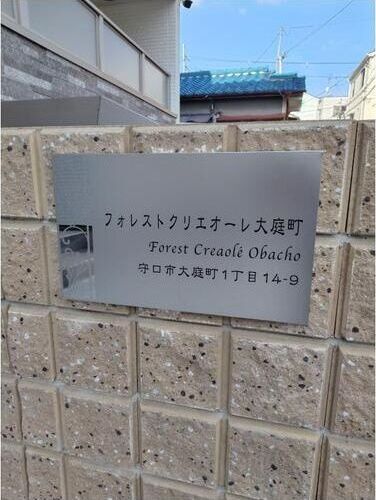 フォレストクリエオーレ大庭町
Forest Creaolé Obacho
守口市大庭町1丁目14-9